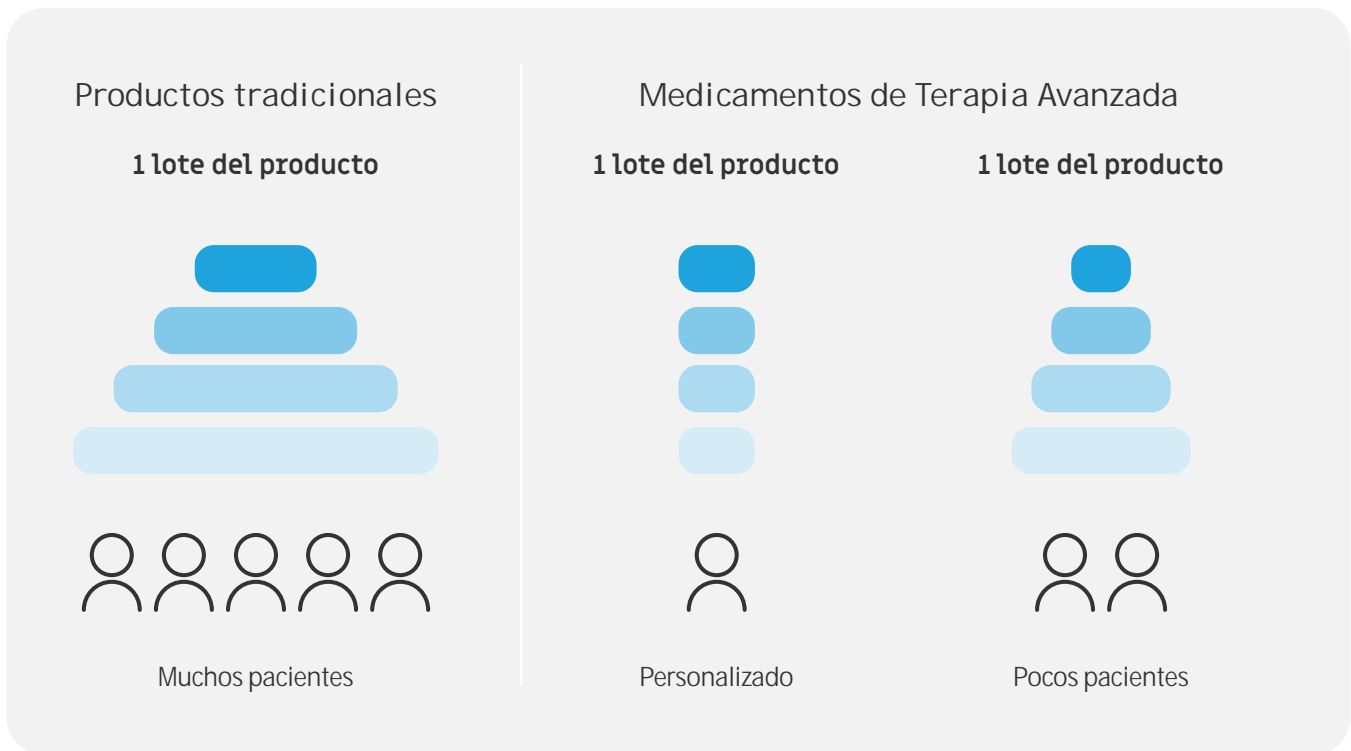 Productos tradicionales
Medicamentos de Terapia Avanzada
1 lote del producto
1 lote del producto
1 lote del producto
Muchos pacientes
Personalizado
Pocos pacientes